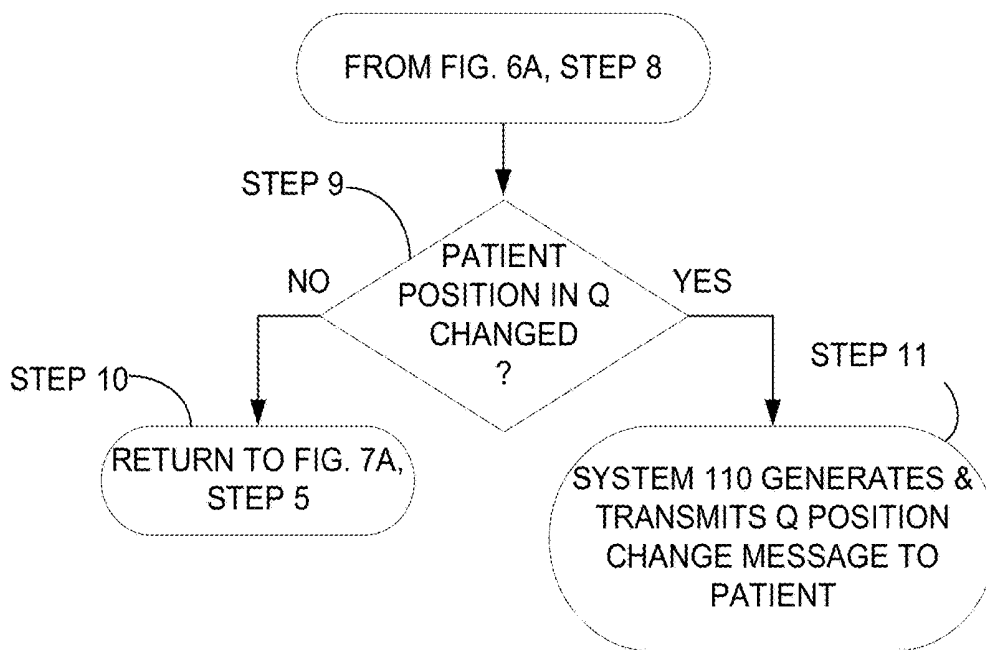 FROM FIG. 6A, STEP 8
STEP 9
PATIENT
POSITION IN Q
CHANGED
?
NO
YES
STEP 10
RETURN TO FIG. 7A,
STEP 5
STEP 11
SYSTEM 110 GENERATES &
TRANSMITS Q POSITION
CHANGE MESSAGE TO
PATIENT